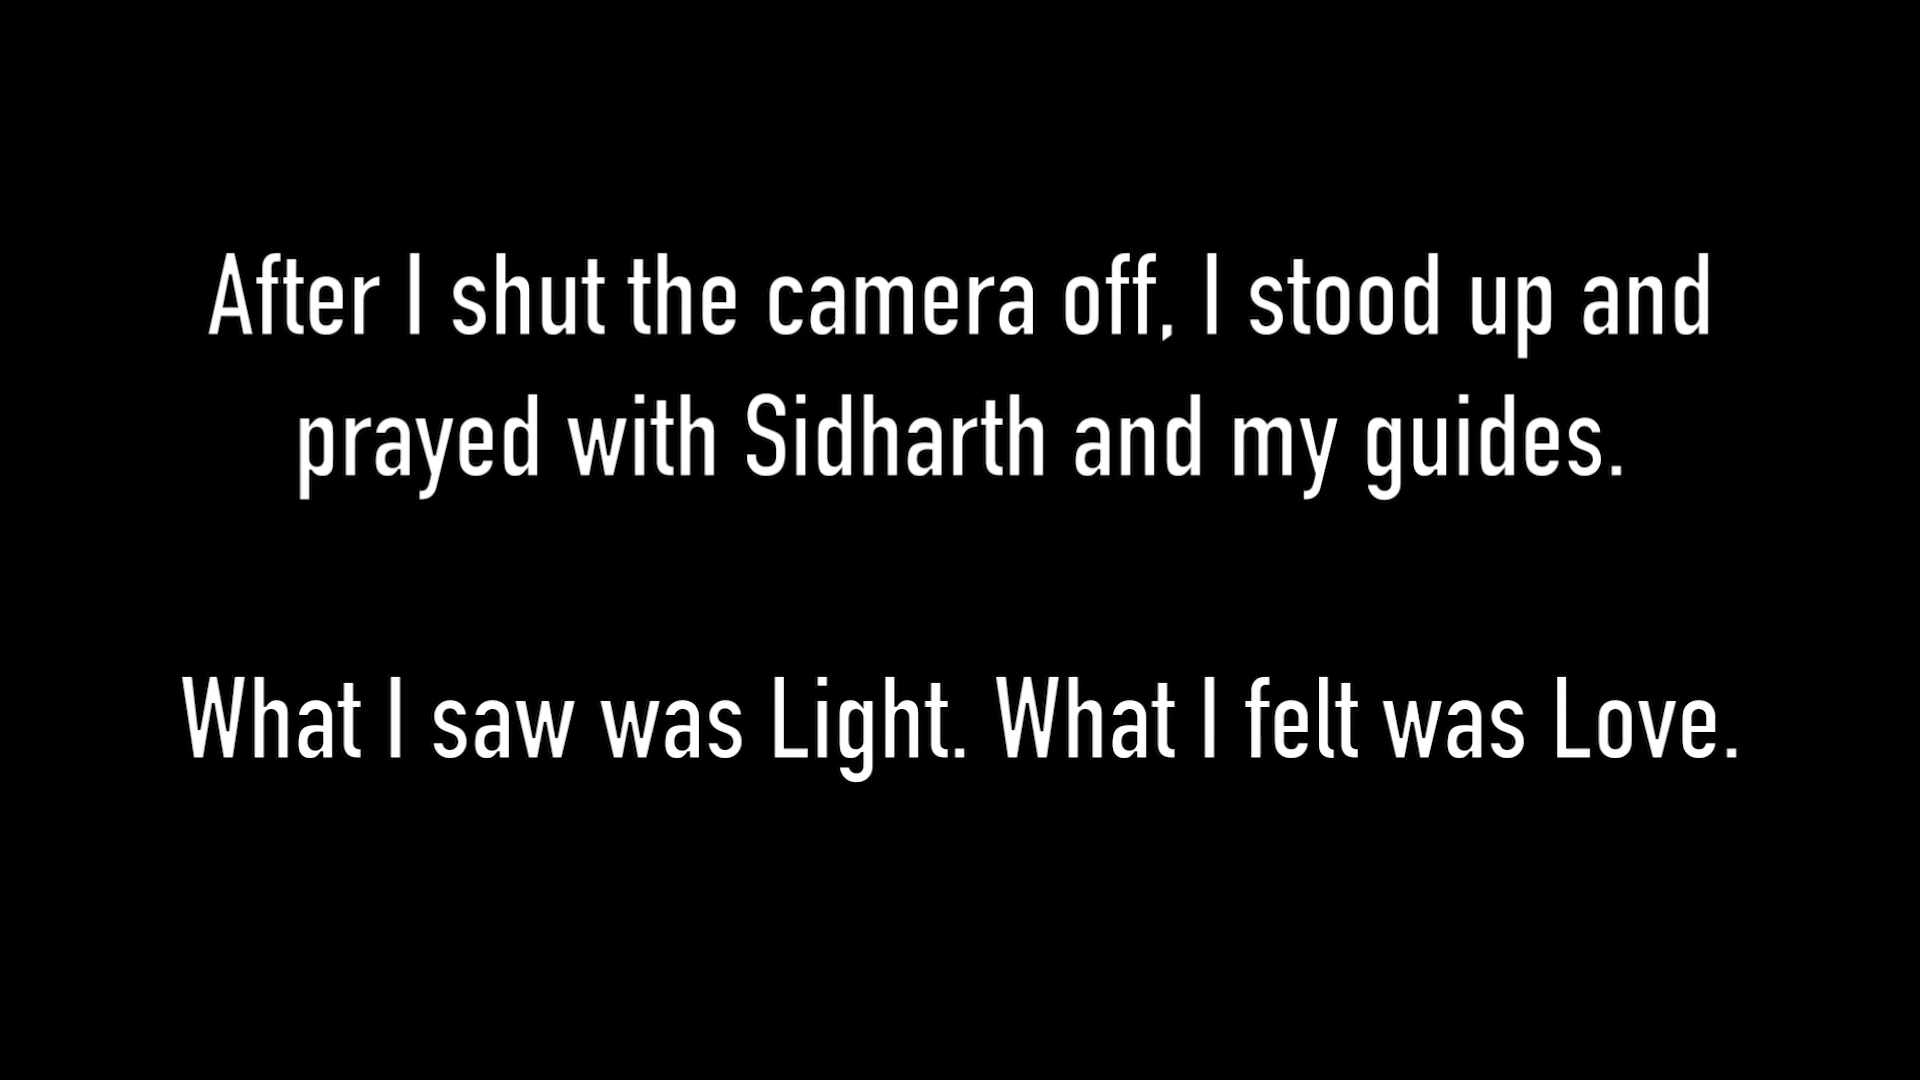 After I shut the camera off, I stood up and
prayed with Sidharth and my guides.
What I saw was Light. What I felt was Love.